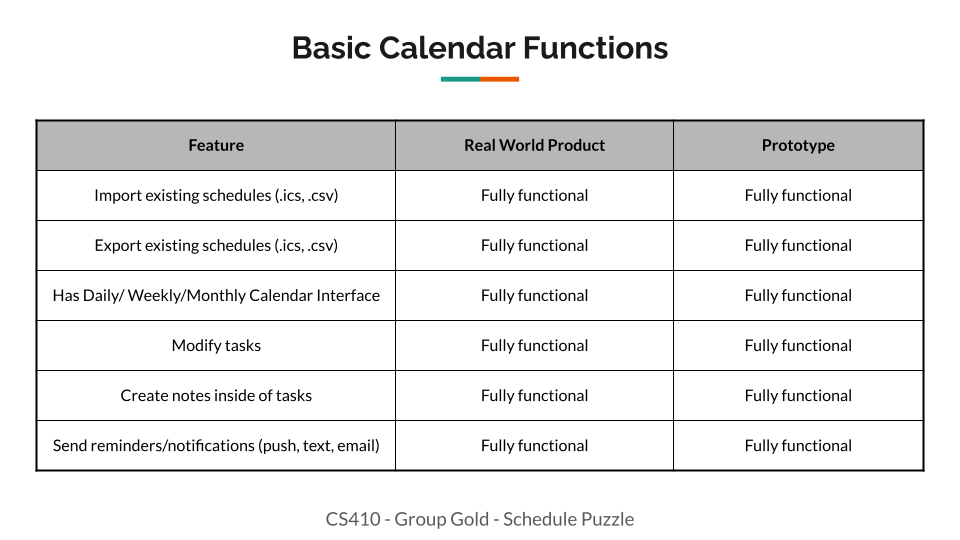 Basic Calendar Functions
Feature Real World Product Prototype
Import existing schedules (.ics, .csv) Fully functional Fully functional
Export existing schedules (.ics, .csv) Fully functional Fully functional
Has Daily/ Weekly/Monthly Calendar Interface Fully functional Fully functional
Modify tasks Fully functional Fully functional
Create notes inside of tasks Fully functional Fully functional
Send reminders/notifications (push, text, email) Fully functional Fully functional
CS410 - Group Gold - Schedule Puzzle